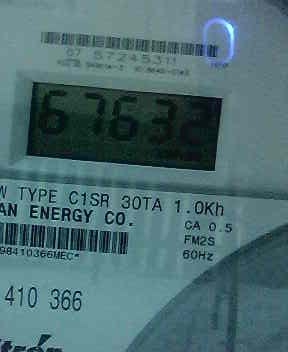 07 57245311
67632
W TYPE C1SR 30TA 1.0Kh
AN ENERGY CO.
CA 0.5
FM2S
60Hz
98410366MEC*
410 366
tron